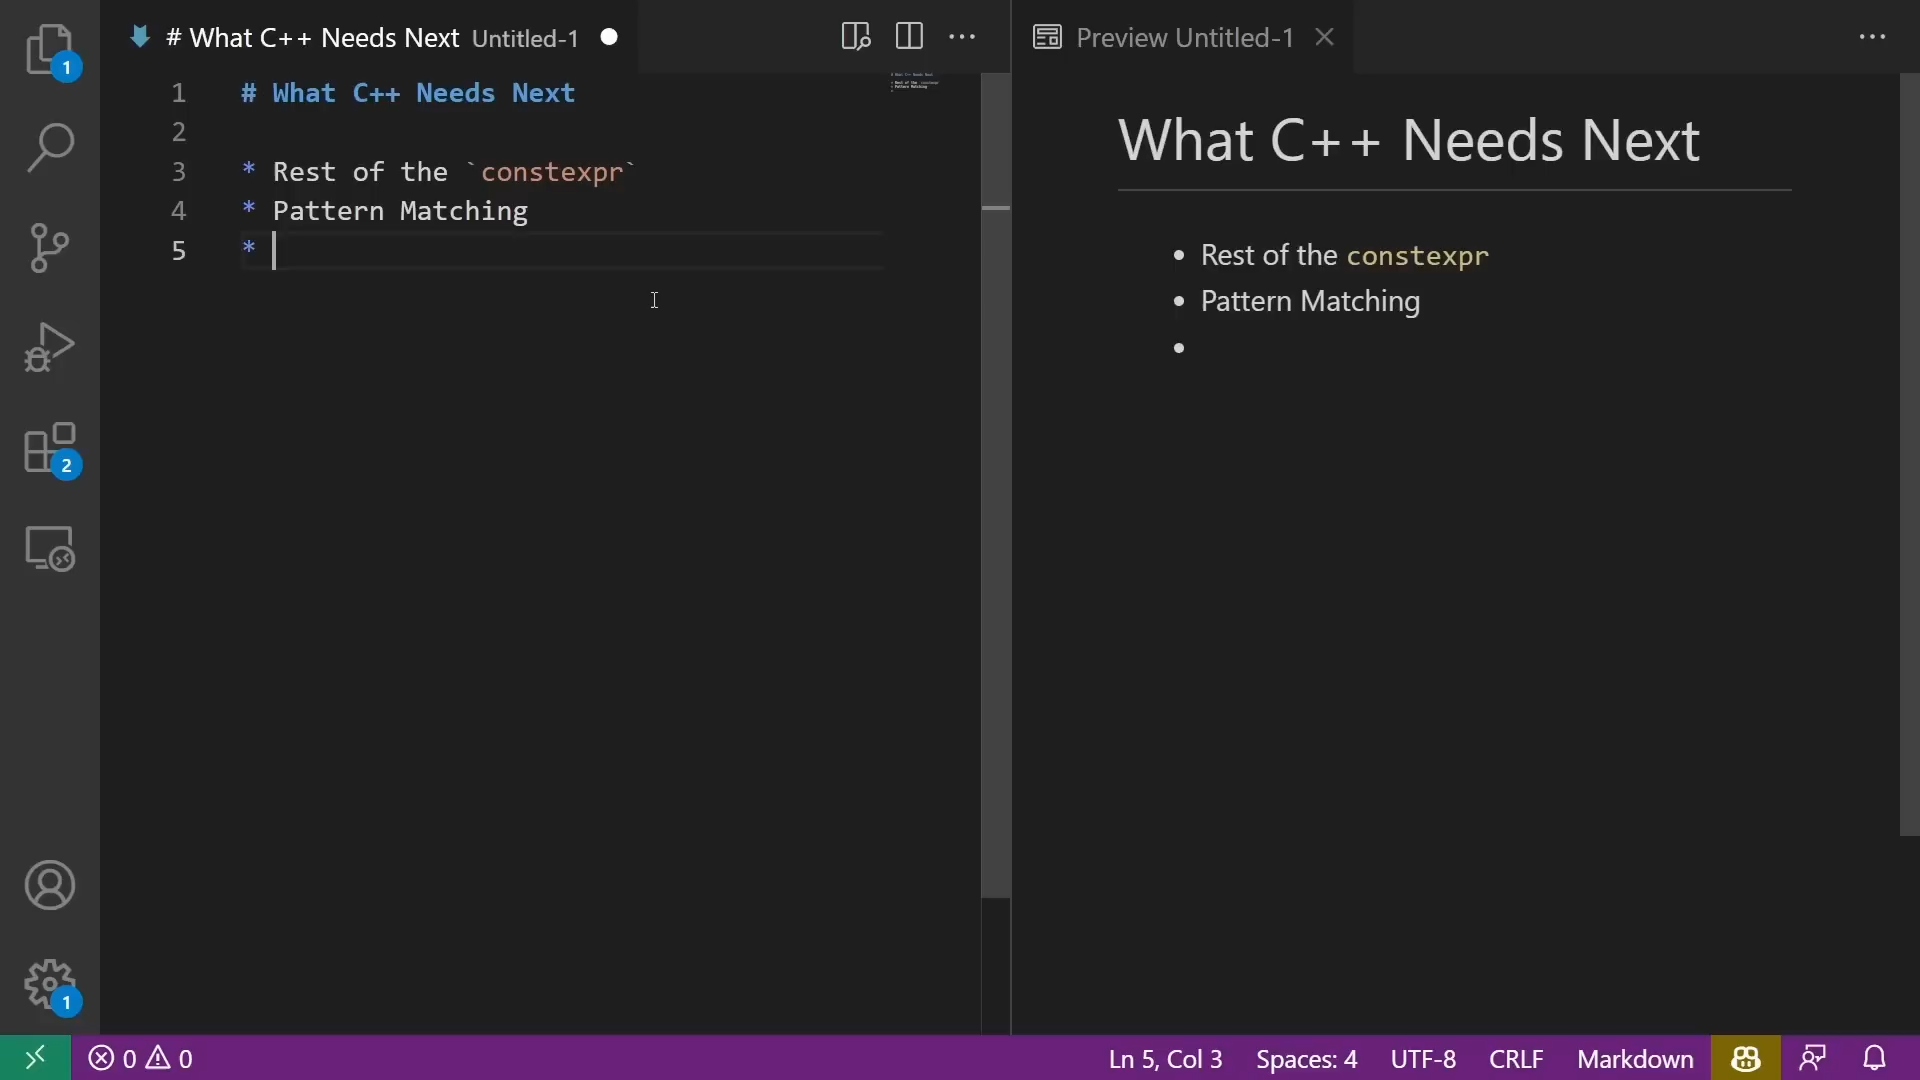 # What C++ Needs Next Untitled-1
Preview Untitled-1
1 # What C++ Needs Next
2
3 * Rest of the `constexpr`
4 * Pattern Matching
5 *
What C++ Needs Next
• Rest of the constexpr
• Pattern Matching
•
1
2
1
0 0
Ln 5, Col 3 Spaces: 4 UTF-8 CRLF Markdown